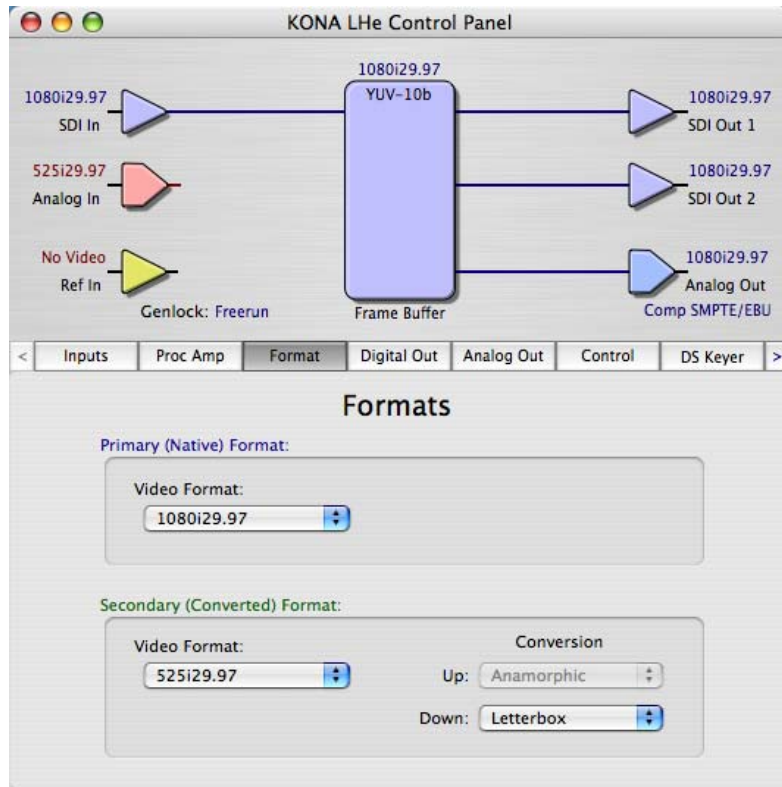 KONA LHe Control Panel
1080i29.97
YUV-10b
1080i29.97
SDI In
1080i29.97
SDI Out 1
525i29.97
Analog In
1080i29.97
SDI Out 2
No Video
Ref In
1080i29.97
Analog Out
Genlock: Freerun
Frame Buffer
Comp SMPTE/EBU
< Inputs Proc Amp Format Digital Out Analog Out Control DS Keyer >
Formats
Primary (Native) Format:
Video Format:
1080i29.97
Secondary (Converted) Format:
Video Format:
525i29.97
Conversion
Up: Anamorphic
Down: Letterbox